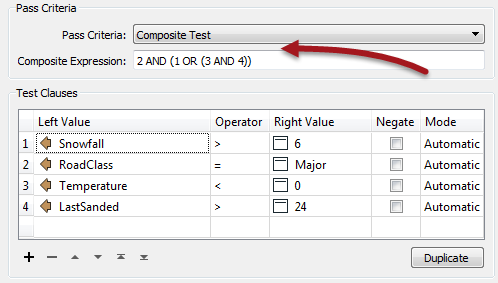 Pass Criteria
Pass Criteria: Composite Test
Composite Expression: 2 AND (1 OR (3 AND 4))
Test Clauses
Left Value Operator Right Value Negate Mode
1 Snowfall > 6 Automatic
2 RoadClass = Major Automatic
3 Temperature < 0 Automatic
4 LastSanded > 24 Automatic
Duplicate